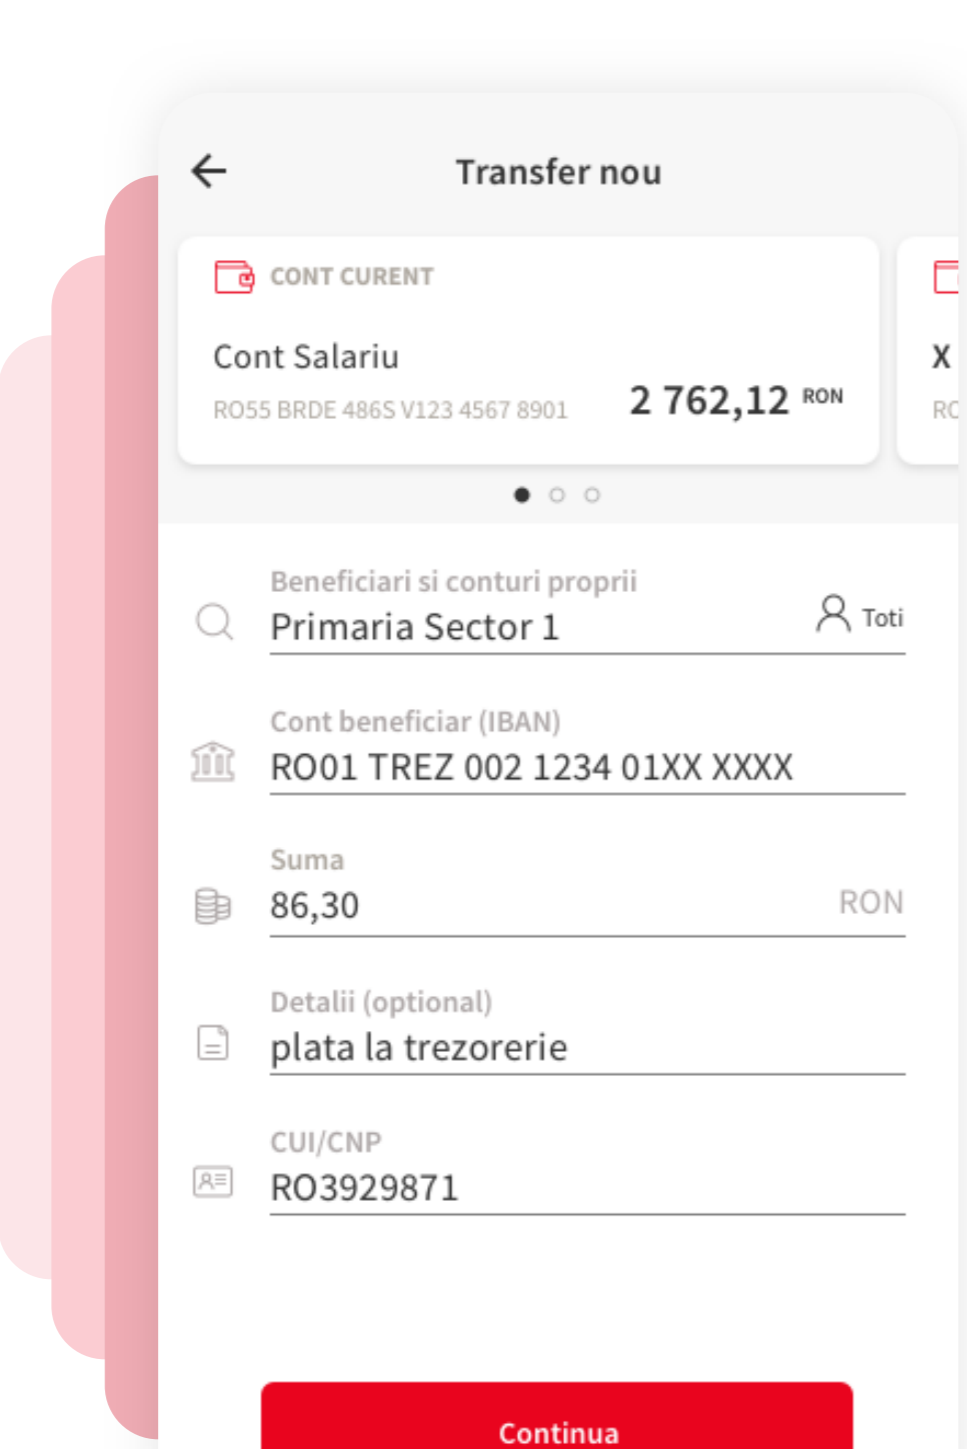 Transfer nou
CONT CURENT
Cont Salariu
RO55 BRDE 486S V123 4567 8901
2 762,12 RON
X
RO
Beneficiari si conturi proprii
Primaria Sector 1
Toti
Cont beneficiar (IBAN)
RO01 TREZ 002 1234 01XX XXXX
Suma
86,30
RON
Detalii (optional)
plata la trezorerie
CUI/CNP
RO3929871
Continua